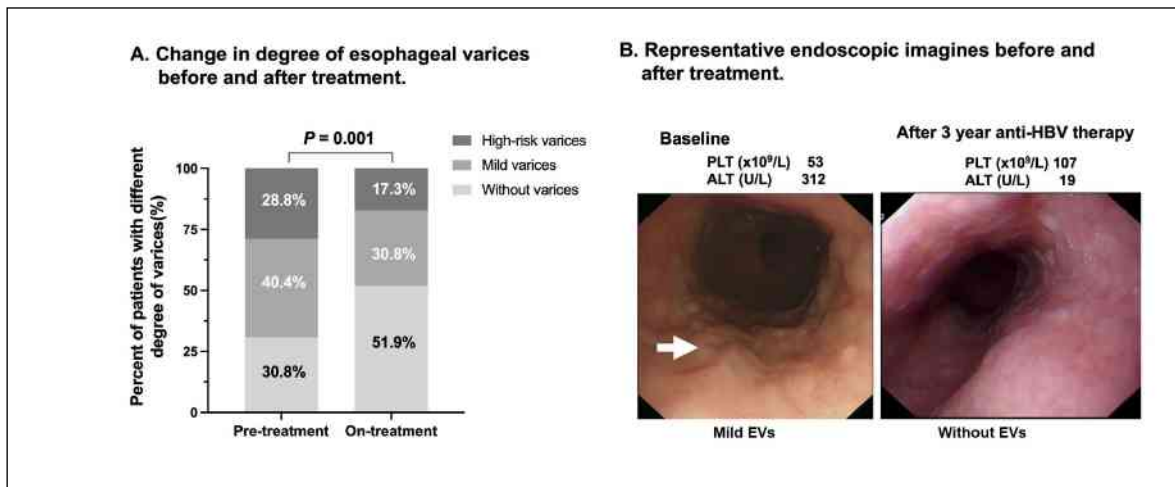 A. Change in degree of esophageal varices
before and after treatment.
P = 0.001
High-risk varices
Mild varices
Without varices
Percent of patients with different
degree of varices(%)
100
75
50
25
0
28.8%
40.4%
30.8%
17.3%
30.8%
51.9%
Pre-treatment
On-treatment
B. Representative endoscopic imagines before and
after treatment.
Baseline
PLT (x10⁹/L) 53
ALT (U/L) 312
Mild EVs
After 3 year anti-HBV therapy
PLT (x10⁹/L) 107
ALT (U/L) 19
Without EVs